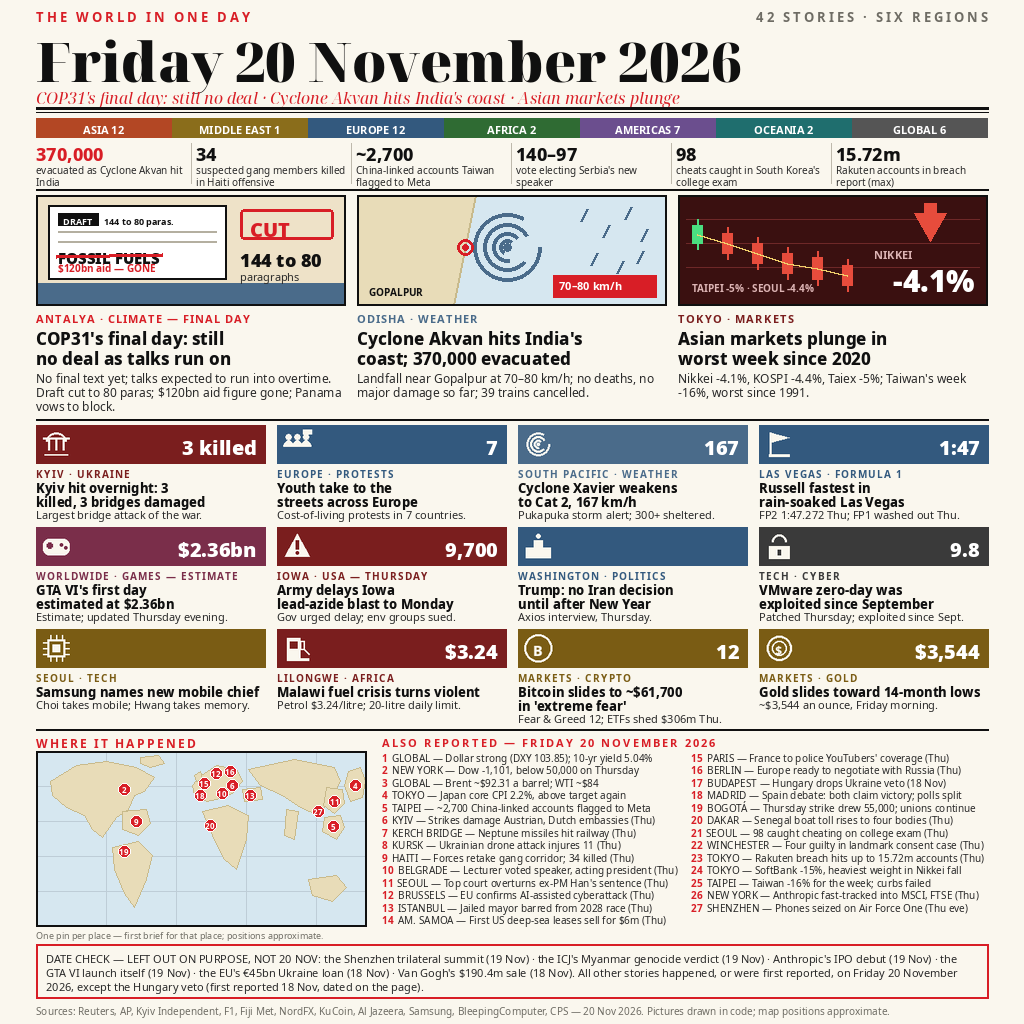 THE WORLD IN ONE DAY
42 STORIES · SIX REGIONS
Friday 20 November 2026
COP31's final day: still no deal · Cyclone Akvan hits India's coast · Asian markets plunge
ASIA 12
MIDDLE EAST 1
EUROPE 12
AFRICA 2
AMERICAS 7
OCEANIA 2
GLOBAL 6
370,000
evacuated as Cyclone Akvan hit
India
34
suspected gang members killed
in Haiti offensive
~2,700
China-linked accounts Taiwan
flagged to Meta
140–97
vote electing Serbia's new
speaker
98
cheats caught in South Korea's
college exam
15.72m
Rakuten accounts in breach
report (max)
DRAFT
144 to 80 paras.
FOSSIL FUELS
$120bn aid — GONE
CUT
144 to 80
paragraphs
GOPALPUR
70–80 km/h
NIKKEI
TAIPEI -5% · SEOUL -4.4%
-4.1%
ANTALYA · CLIMATE — FINAL DAY
COP31's final day: still
no deal as talks run on
No final text yet; talks expected to run into overtime.
Draft cut to 80 paras; $120bn aid figure gone; Panama
vows to block.
ODISHA · WEATHER
Cyclone Akvan hits India's
coast; 370,000 evacuated
Landfall near Gopalpur at 70–80 km/h; no deaths, no
major damage so far; 39 trains cancelled.
TOKYO · MARKETS
Asian markets plunge in
worst week since 2020
Nikkei -4.1%, KOSPI -4.4%, Taiex -5%; Taiwan's week
-16%, worst since 1991.
3 killed
KYIV · UKRAINE
Kyiv hit overnight: 3
killed, 3 bridges damaged
Largest bridge attack of the war.
7
EUROPE · PROTESTS
Youth take to the
streets across Europe
Cost-of-living protests in 7 countries.
167
SOUTH PACIFIC · WEATHER
Cyclone Xavier weakens
to Cat 2, 167 km/h
Pukapuka storm alert; 300+ sheltered.
1:47
LAS VEGAS · FORMULA 1
Russell fastest in
rain-soaked Las Vegas
FP2 1:47.272 Thu; FP1 washed out Thu.
$2.36bn
WORLDWIDE · GAMES — ESTIMATE
GTA VI's first day
estimated at $2.36bn
Estimate; updated Thursday evening.
9,700
IOWA · USA — THURSDAY
Army delays Iowa
lead-azide blast to Monday
Gov urged delay; env groups sued.
WASHINGTON · POLITICS
Trump: no Iran decision
until after New Year
Axios interview, Thursday.
9.8
TECH · CYBER
VMware zero-day was
exploited since September
Patched Thursday; exploited since Sept.
SEOUL · TECH
Samsung names new mobile chief
Choi takes mobile; Hwang takes memory.
$3.24
LILONGWE · AFRICA
Malawi fuel crisis turns violent
Petrol $3.24/litre; 20-litre daily limit.
B
12
MARKETS · CRYPTO
Bitcoin slides to ~$61,700
in 'extreme fear'
Fear & Greed 12; ETFs shed $306m Thu.
$
$3,544
MARKETS · GOLD
Gold slides toward 14-month lows
~$3,544 an ounce, Friday morning.
WHERE IT HAPPENED
2
9
19
12
16
15
6
18
10
13
20
4
11
27
5
One pin per place — first brief for that place; positions approximate.
ALSO REPORTED — FRIDAY 20 NOVEMBER 2026
1 GLOBAL — Dollar strong (DXY 103.85); 10-yr yield 5.04%
2 NEW YORK — Dow -1,101, below 50,000 on Thursday
3 GLOBAL — Brent ~$92.31 a barrel; WTI ~$84
4 TOKYO — Japan core CPI 2.2%, above target again
5 TAIPEI — ~2,700 China-linked accounts flagged to Meta
6 KYIV — Strikes damage Austrian, Dutch embassies (Thu)
7 KERCH BRIDGE — Neptune missiles hit railway (Thu)
8 KURSK — Ukrainian drone attack injures 11 (Thu)
9 HAITI — Forces retake gang corridor; 34 killed (Thu)
10 BELGRADE — Lecturer voted speaker, acting president (Thu)
11 SEOUL — Top court overturns ex-PM Han's sentence (Thu)
12 BRUSSELS — EU confirms AI-assisted cyberattack (Thu)
13 ISTANBUL — Jailed mayor barred from 2028 race (Thu)
14 AM. SAMOA — First US deep-sea leases sell for $6m (Thu)
15 PARIS — France to police YouTubers' coverage (Thu)
16 BERLIN — Europe ready to negotiate with Russia (Thu)
17 BUDAPEST — Hungary drops Ukraine veto (18 Nov)
18 MADRID — Spain debate: both claim victory; polls split
19 BOGOTÁ — Thursday strike drew 55,000; unions continue
20 DAKAR — Senegal boat toll rises to four bodies (Thu)
21 SEOUL — 98 caught cheating on college exam (Thu)
22 WINCHESTER — Four guilty in landmark consent case (Thu)
23 TOKYO — Rakuten breach hits up to 15.72m accounts (Thu)
24 TOKYO — SoftBank -15%, heaviest weight in Nikkei fall
25 TAIPEI — Taiwan -16% for the week; curbs failed
26 NEW YORK — Anthropic fast-tracked into MSCI, FTSE (Thu)
27 SHENZHEN — Phones seized on Air Force One (Thu eve)
DATE CHECK — LEFT OUT ON PURPOSE, NOT 20 NOV: the Shenzhen trilateral summit (19 Nov) · the ICJ's Myanmar genocide verdict (19 Nov) · Anthropic's IPO debut (19 Nov) · the
GTA VI launch itself (19 Nov) · the EU's €45bn Ukraine loan (18 Nov) · Van Gogh's $190.4m sale (18 Nov). All other stories happened, or were first reported, on Friday 20 November
2026, except the Hungary veto (first reported 18 Nov, dated on the page).
Sources: Reuters, AP, Kyiv Independent, F1, Fiji Met, NordFX, KuCoin, Al Jazeera, Samsung, BleepingComputer, CPS — 20 Nov 2026. Pictures drawn in code; map positions approximate.